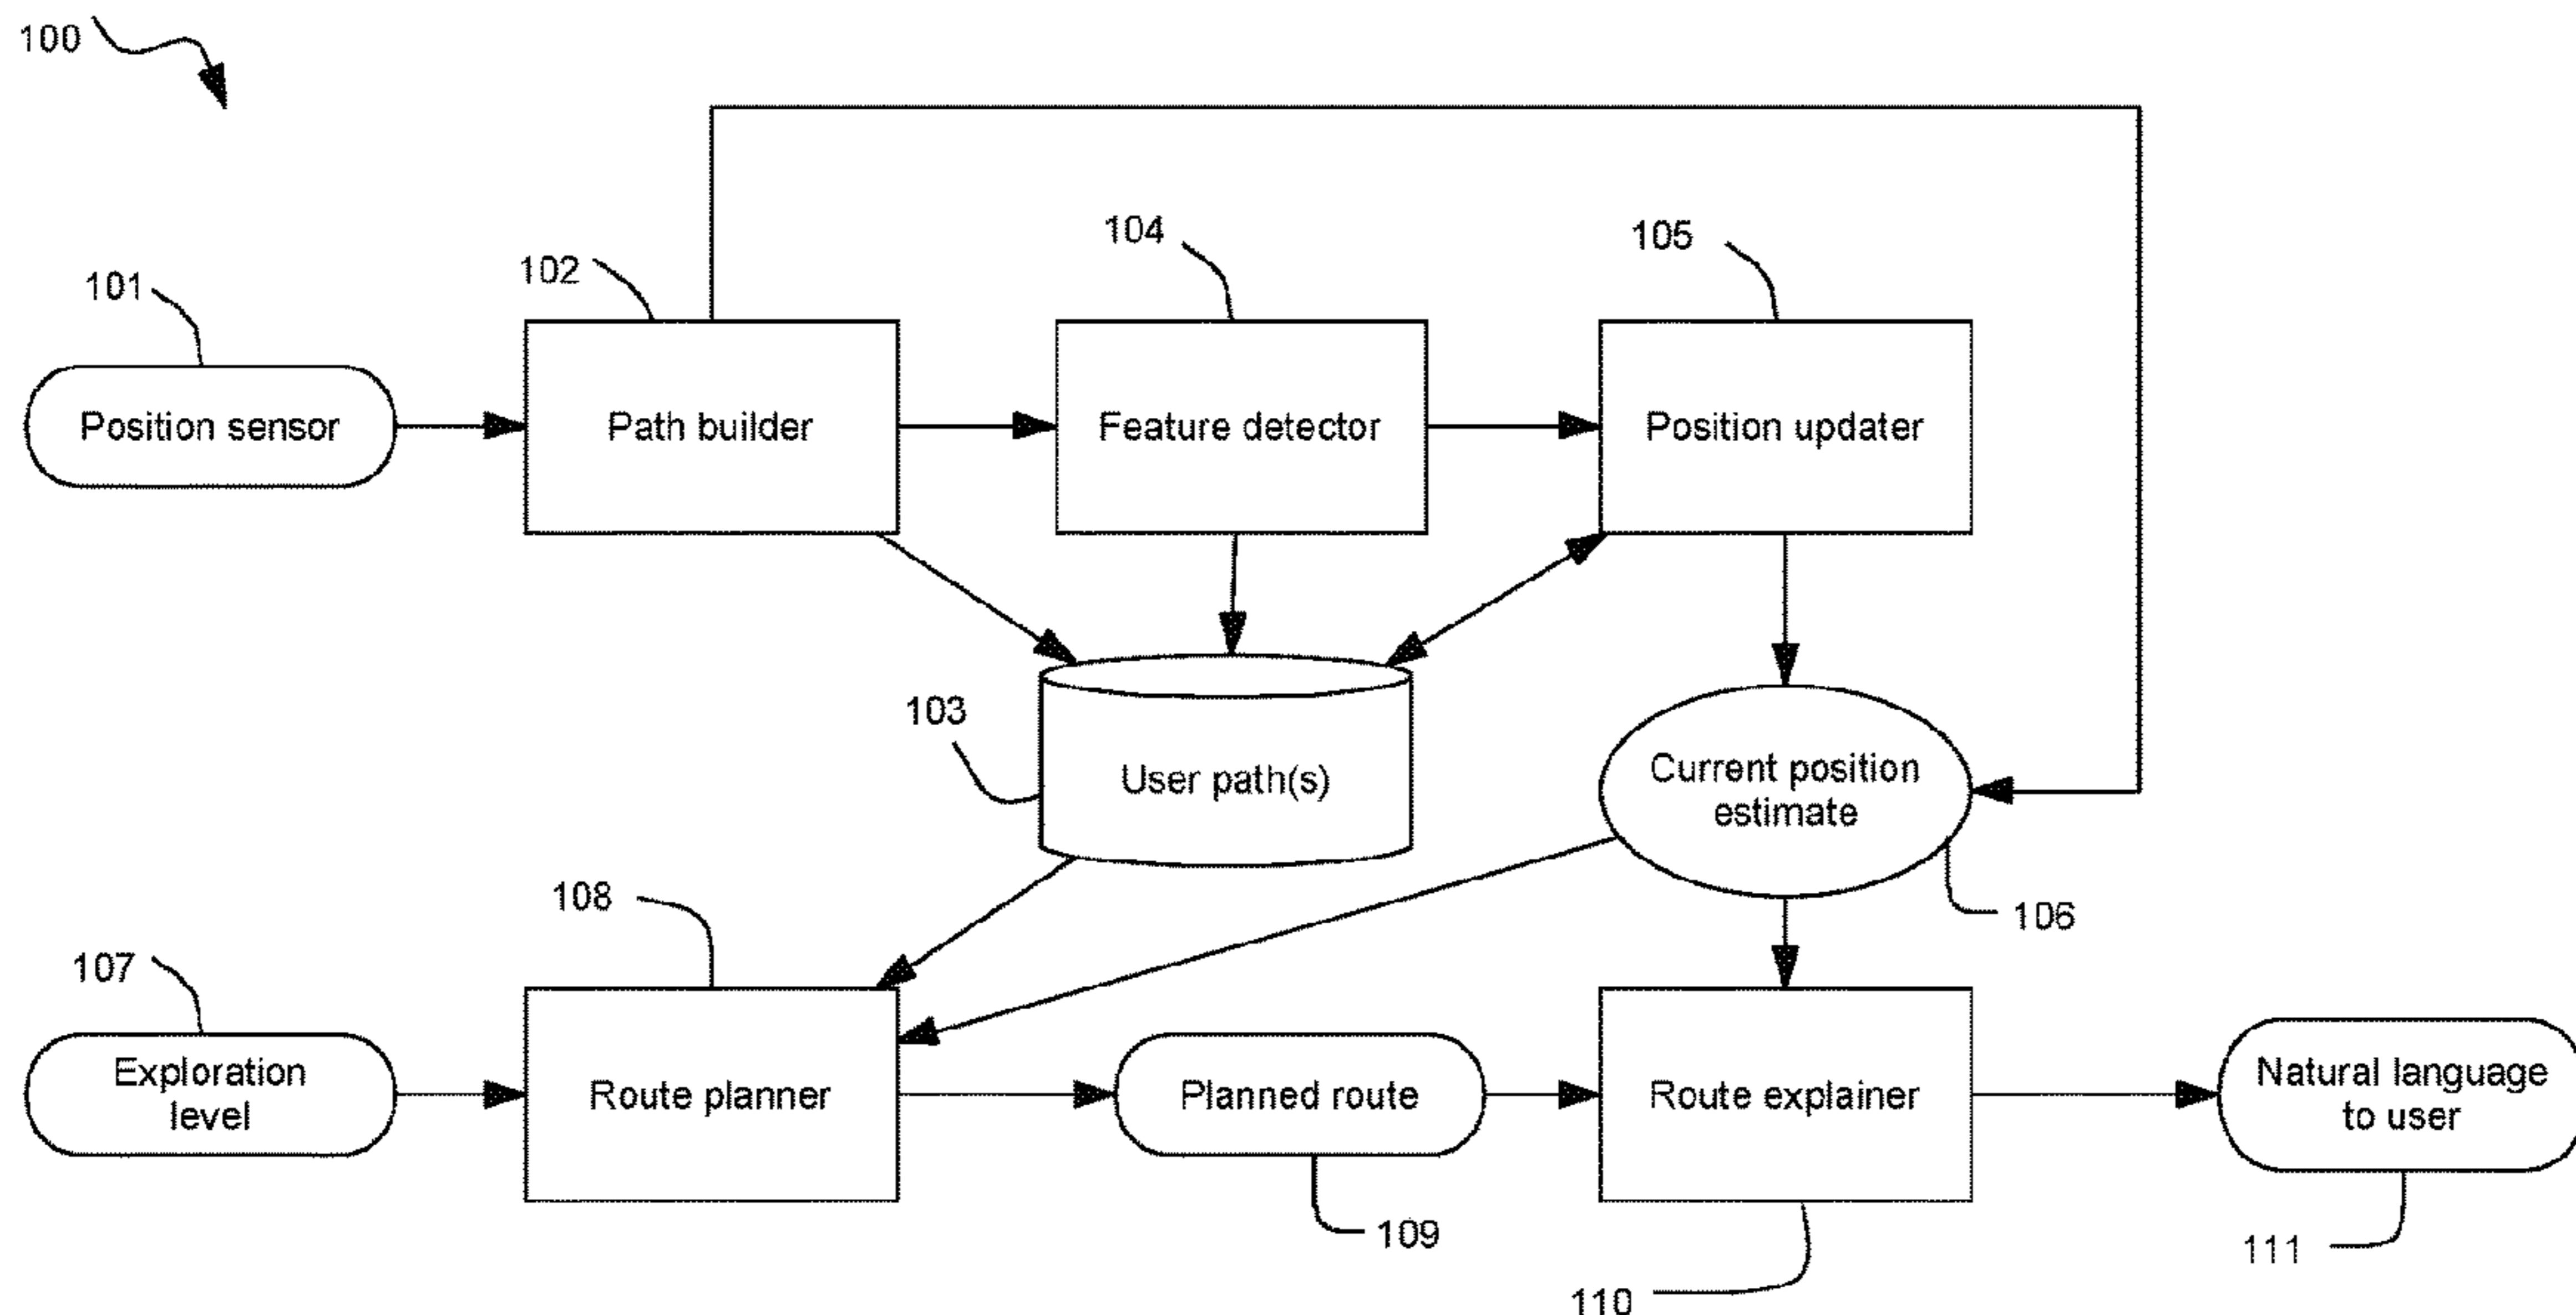 100
104
105
102
101
Position sensor
Path builder
Feature detector
Position updater
103
User path(s)
Current position
estimate
108
106
107
Exploration
level
Route planner
Planned route
Route explainer
Natural language
to user
109
111
110